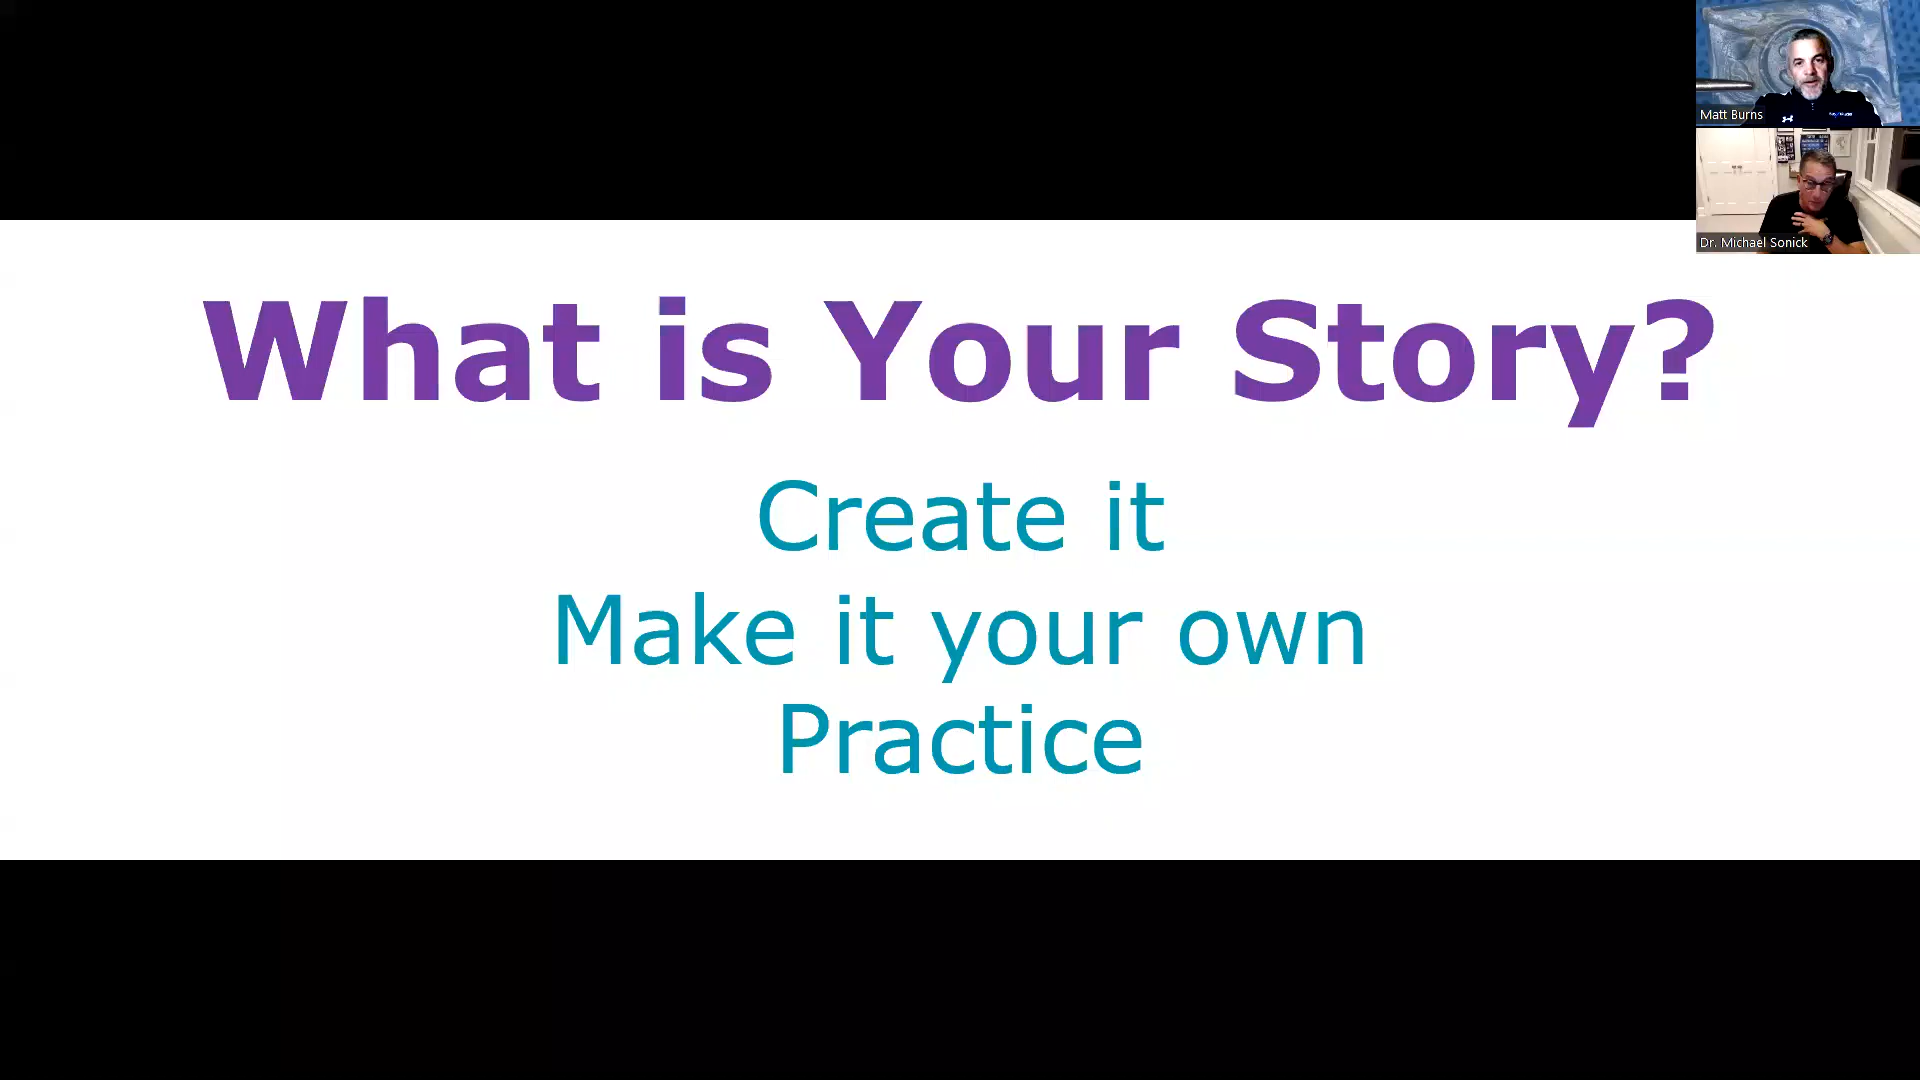 Matt Burns
Dr. Michael Sonick
What is Your Story?
Create it
Make it your own
Practice